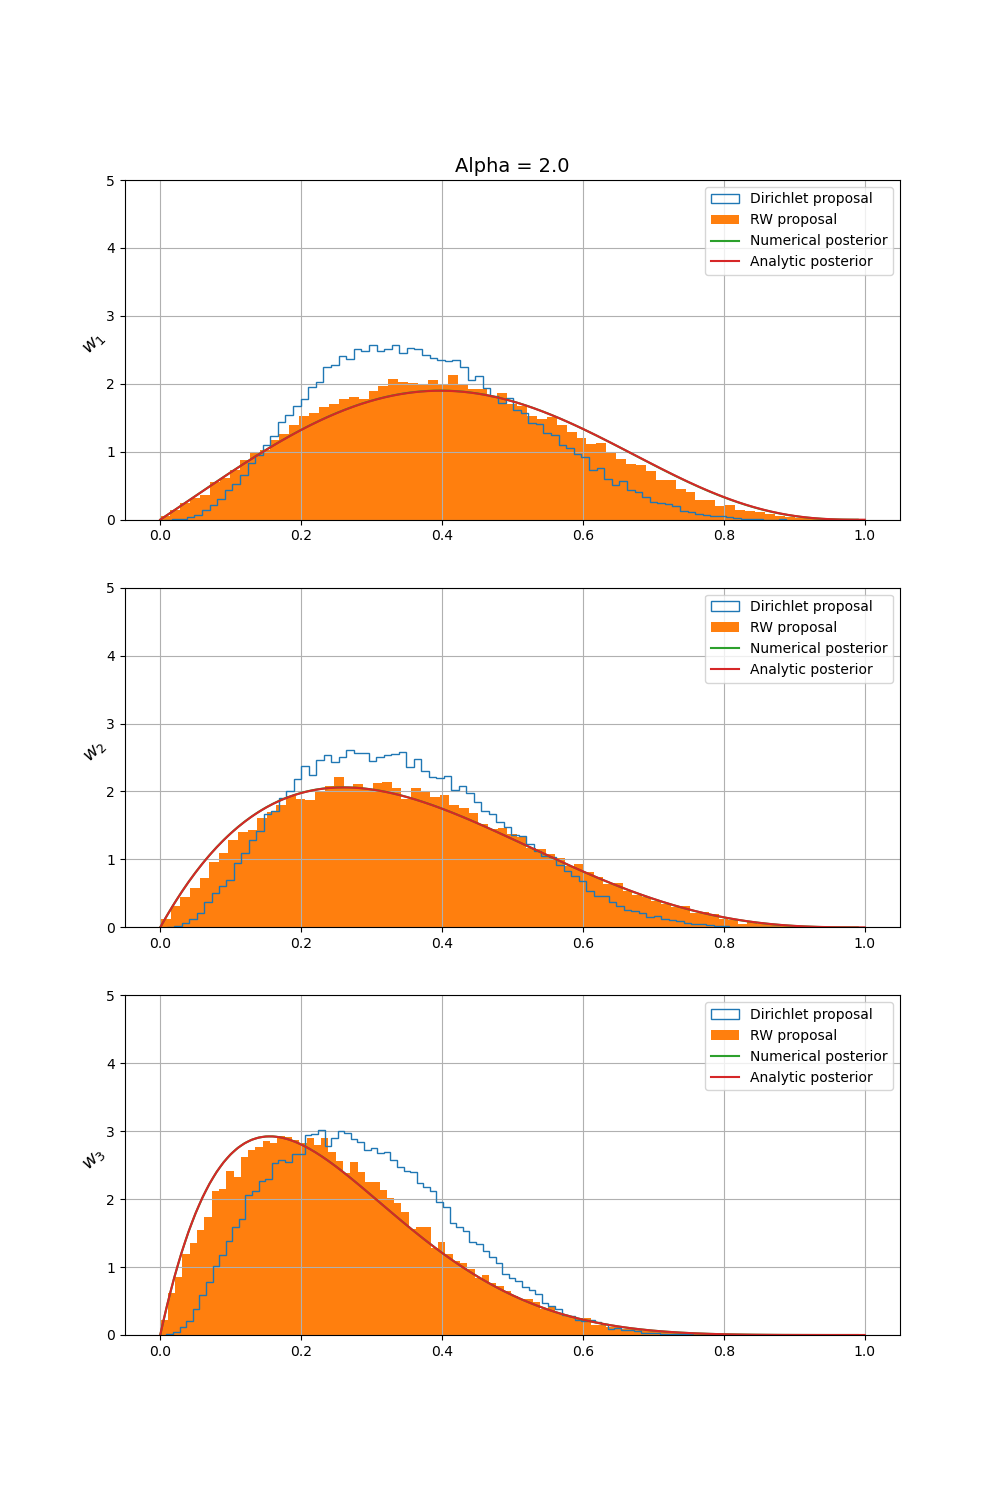 Alpha = 2.0
5
4
3
2
1
0
w1
Dirichlet proposal
RW proposal
Numerical posterior
Analytic posterior
0.0 0.2 0.4 0.6 0.8 1.0
5
4
3
2
1
0
w2
Dirichlet proposal
RW proposal
Numerical posterior
Analytic posterior
0.0 0.2 0.4 0.6 0.8 1.0
5
4
3
2
1
0
w3
Dirichlet proposal
RW proposal
Numerical posterior
Analytic posterior
0.0 0.2 0.4 0.6 0.8 1.0